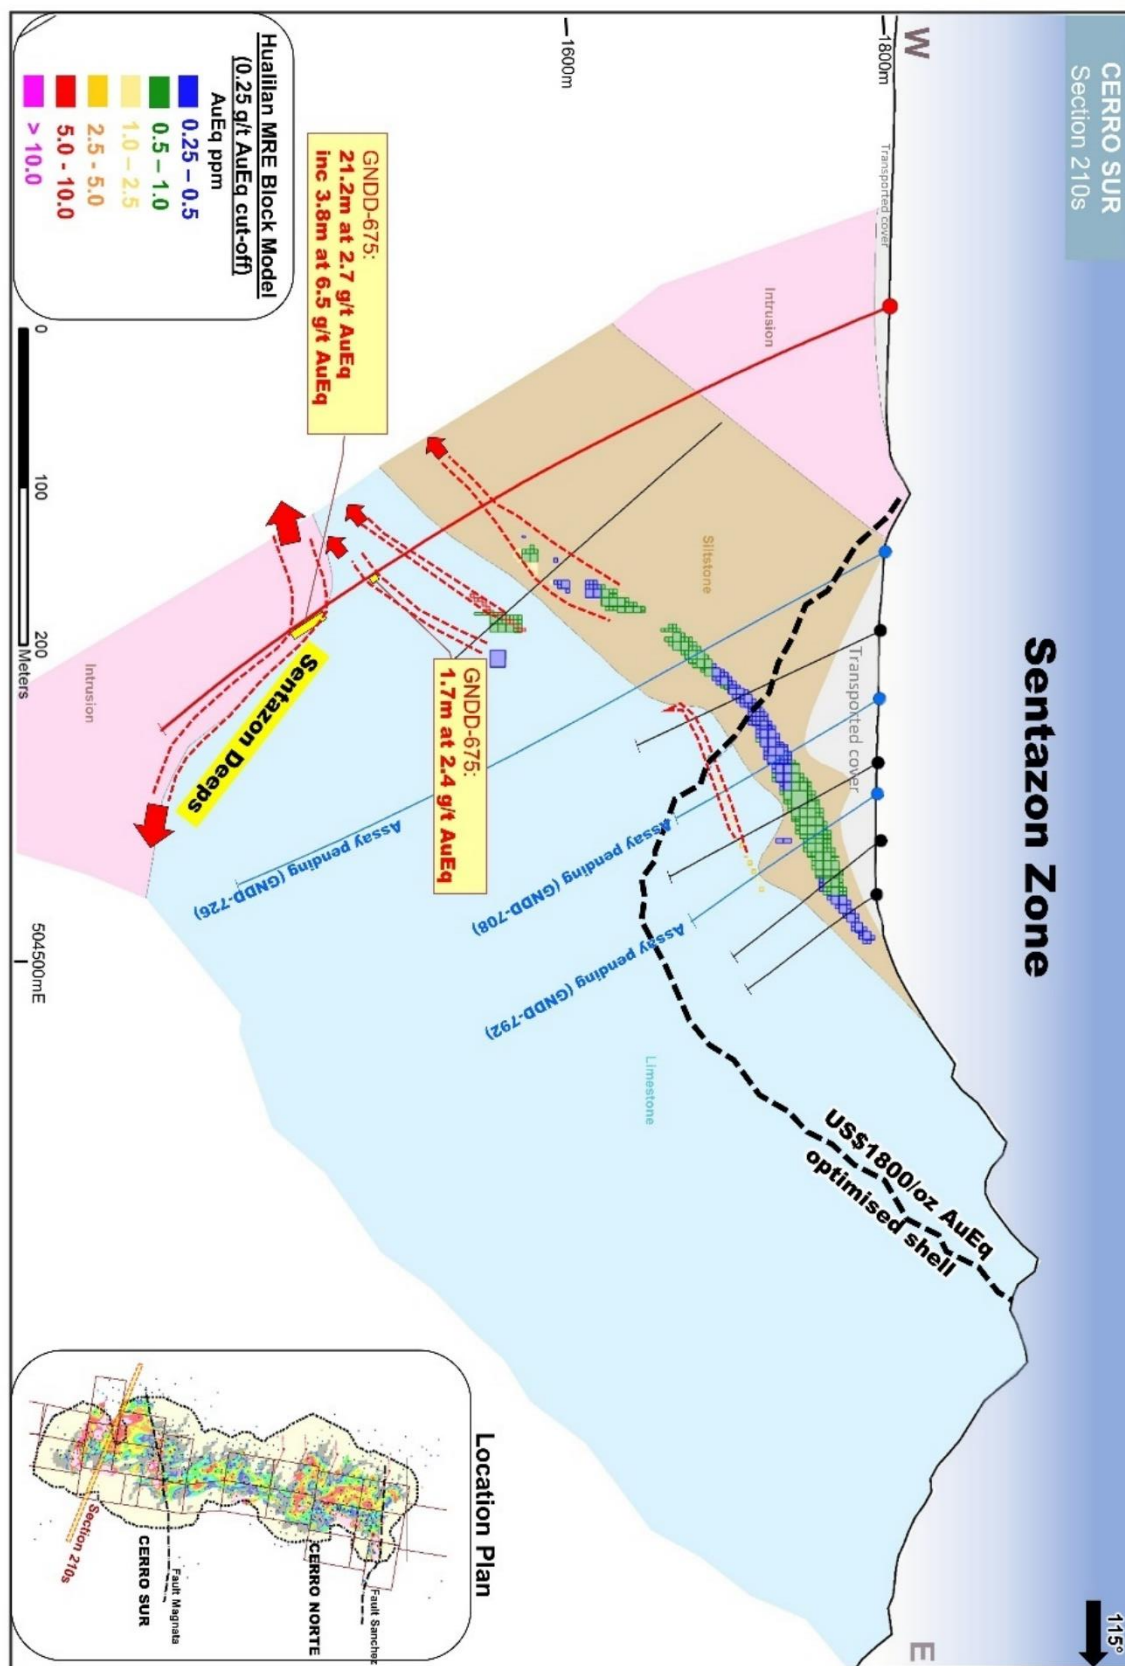 CERRO SUR
Section 210s
Sentazon Zone
115°
W
E
1800m
1600m
Transported cover
Transported cover
Intrusion
Siltstone
Limestone
Intrusion
US$1800/oz AuEq
optimised shell
GNDD-675:
21.2m at 2.7 g/t AuEq
inc 3.8m at 6.5 g/t AuEq
GNDD-675:
1.7m at 2.4 g/t AuEq
Sentazon Deeps
Assay pending (GNDD-726)
Assay pending (GNDD-708)
Assay pending (GNDD-792)
Hualilan MRE Block Model
(0.25 g/t AuEq cut-off)
AuEq ppm
0.25 – 0.5
0.5 – 1.0
1.0 – 2.5
2.5 - 5.0
5.0 - 10.0
> 10.0
0
100
200
Meters
504500mE
Location Plan
Fault Sanchez
CERRO NORTE
Fault Magnata
CERRO SUR
Section 210s